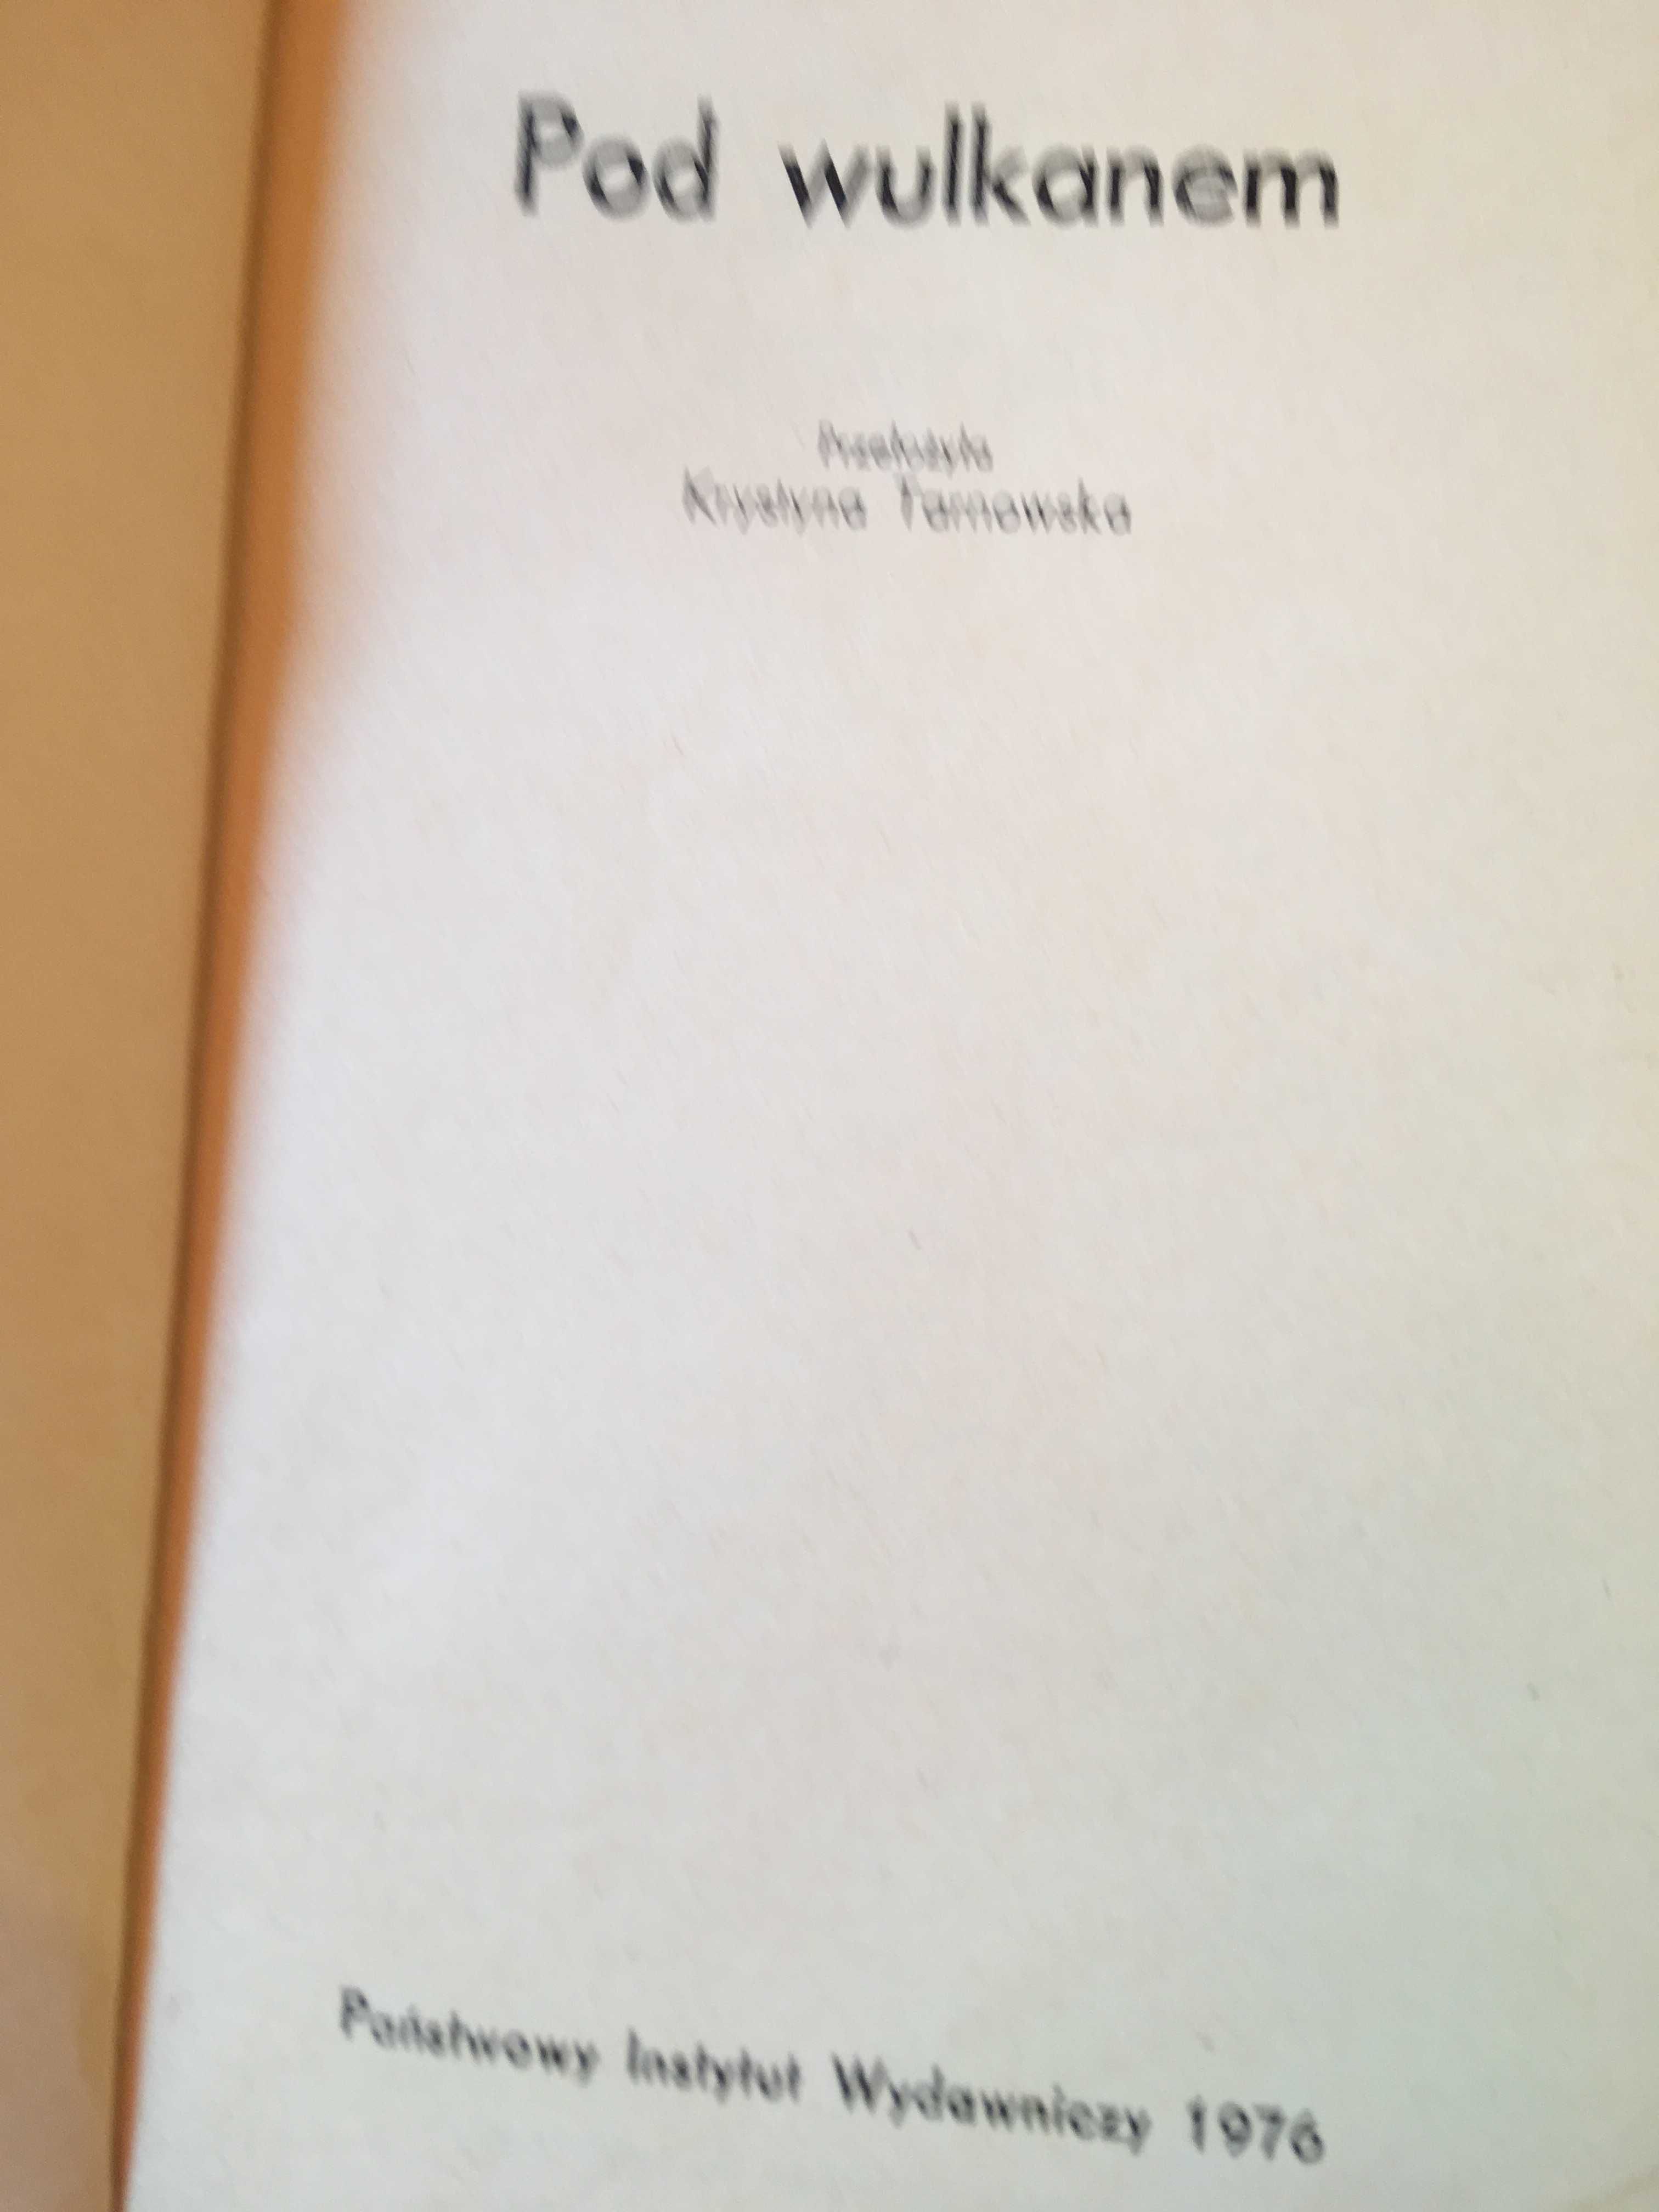 Pod wulkanem
Przełożyła
Krystyna Tarnowska
Państwowy Instytut Wydawniczy 1976